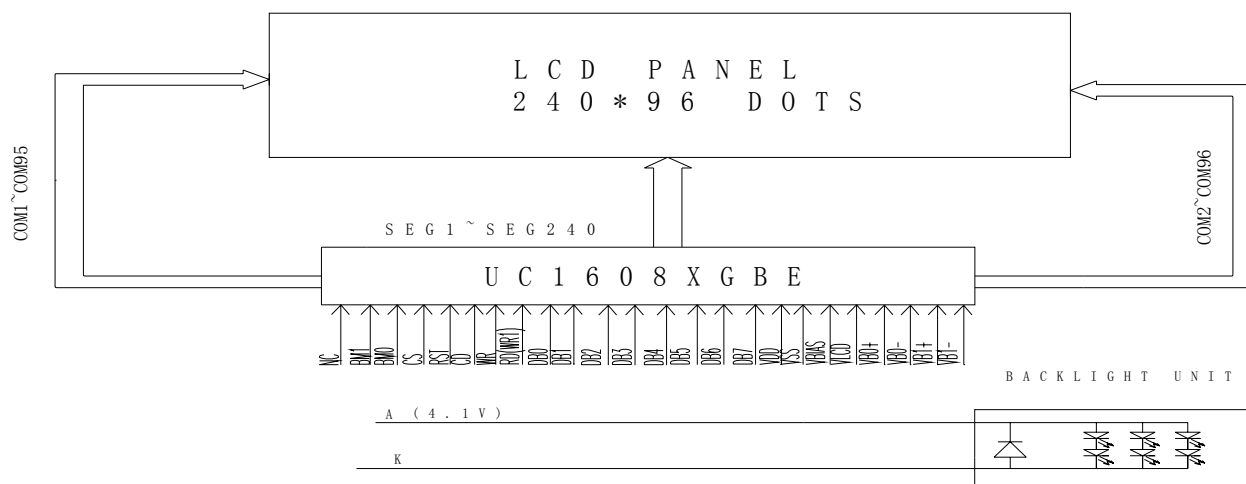 LCD PANEL
240*96 DOTS
COM1~COM95
COM2~COM96
SEG1~SEG240
UC1608XGBE
NC
BM1
BM0
CS
RST
CD
WR
RD(WR1)
DB0
DB1
DB2
DB3
DB4
DB5
DB6
DB7
VDD
VSS
VBIAS
VLCD
VB0+
VB0-
VB1+
VB1-
BACKLIGHT UNIT
A (4.1V)
K